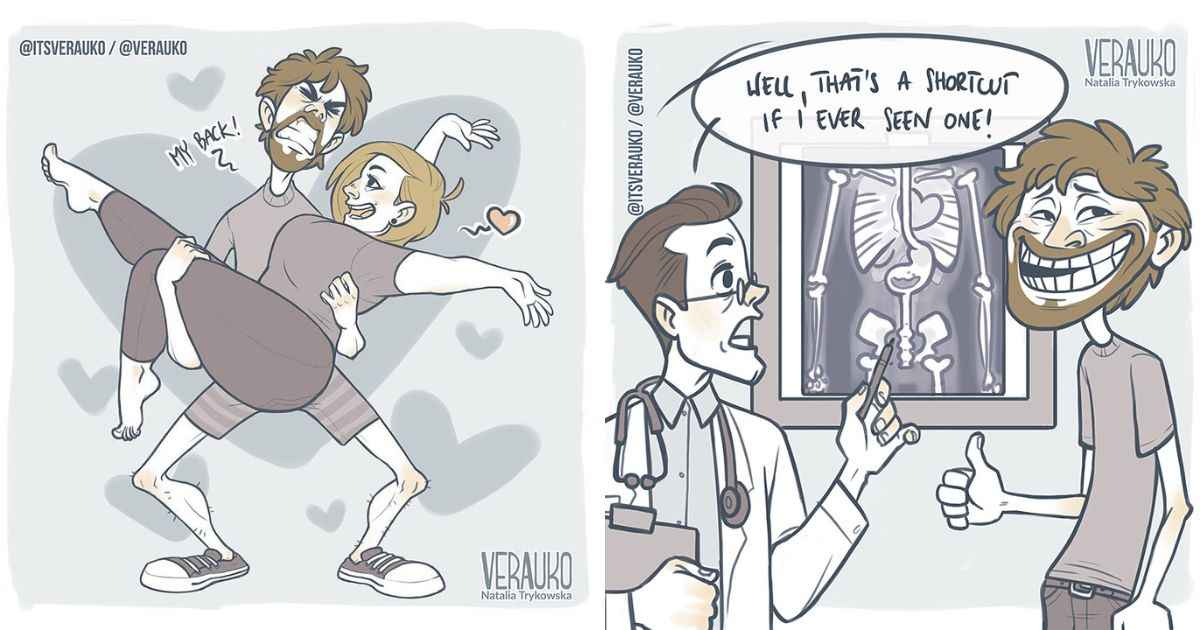 @ITSVERAUKO / @VERAUKO
MY BACK!
VERAUKO
Natalia Trykowska
@ITSVERAUKO / @VERAUKO
VERAUKO
Natalia Trykowska
WELL, THAT'S A SHORTCUT
IF I EVER SEEN ONE!